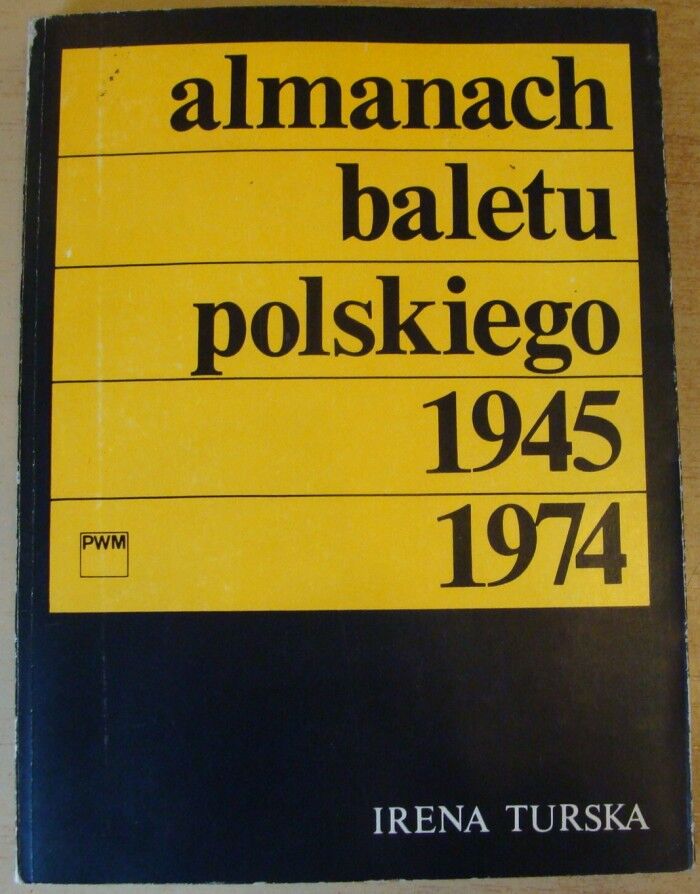 almanach
baletu
polskiego
1945
1974
PWM
IRENA TURSKA